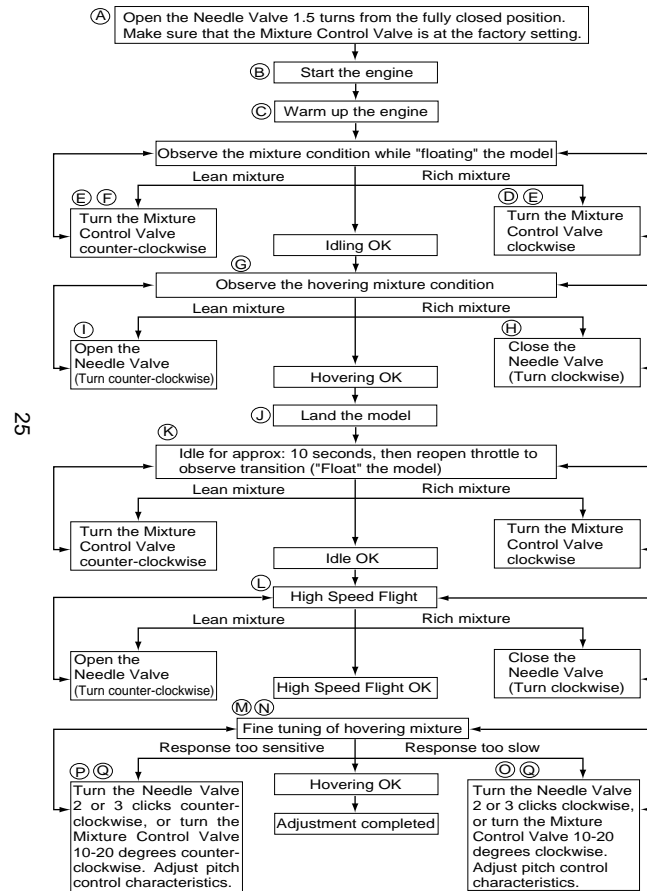 A
Open the Needle Valve 1.5 turns from the fully closed position.
Make sure that the Mixture Control Valve is at the factory setting.
B
Start the engine
C
Warm up the engine
Observe the mixture condition while "floating" the model
Lean mixture
Rich mixture
E F
Turn the Mixture
Control Valve
counter-clockwise
D E
Turn the Mixture
Control Valve
clockwise
Idling OK
G
Observe the hovering mixture condition
Lean mixture
Rich mixture
I
Open the
Needle Valve
(Turn counter-clockwise)
H
Close the
Needle Valve
(Turn clockwise)
Hovering OK
J
Land the model
K
Idle for approx: 10 seconds, then reopen throttle to
observe transition ("Float" the model)
Lean mixture
Rich mixture
Turn the Mixture
Control Valve
counter-clockwise
Turn the Mixture
Control Valve
clockwise
Idle OK
L
High Speed Flight
Lean mixture
Rich mixture
Open the
Needle Valve
(Turn counter-clockwise)
Close the
Needle Valve
(Turn clockwise)
High Speed Flight OK
M N
Fine tuning of hovering mixture
Response too sensitive
Response too slow
P Q
Turn the Needle Valve
2 or 3 clicks counter-
clockwise, or turn the
Mixture Control Valve
10-20 degrees counter-
clockwise. Adjust pitch
control characteristics.
O Q
Turn the Needle Valve
2 or 3 clicks clockwise,
or turn the Mixture
Control Valve 10-20
degrees clockwise.
Adjust pitch control
characteristics.
Hovering OK
Adjustment completed
25